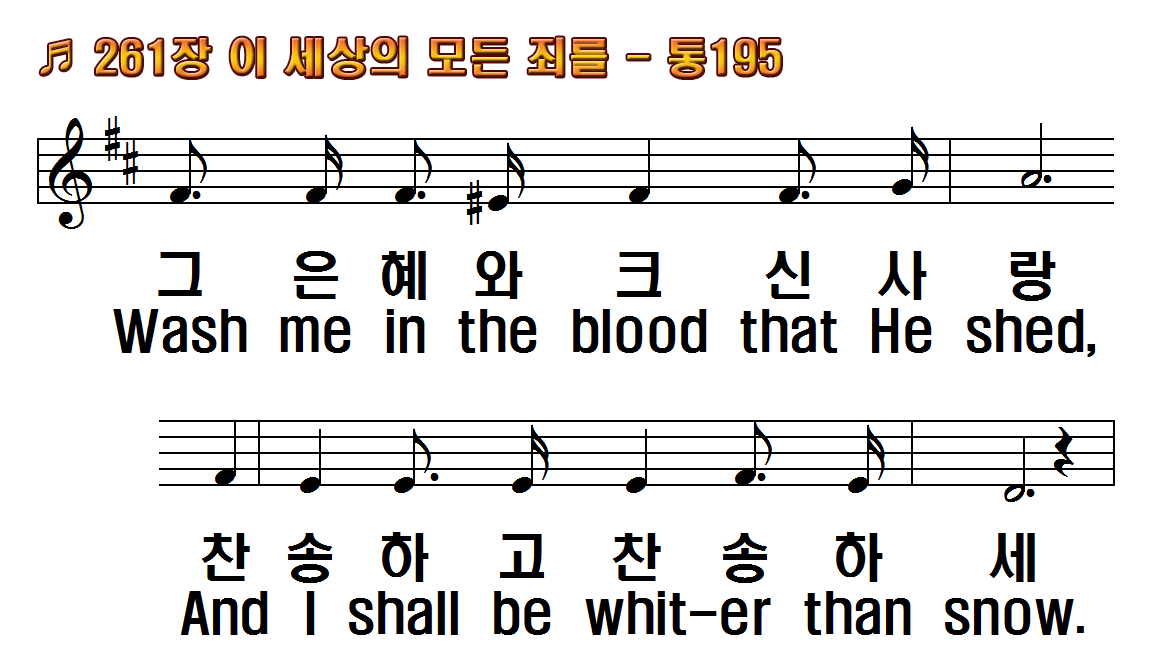 ♬ 261장 이 세상의 모든 죄를 - 통195
그 은 혜 와 크 신 사 랑
Wash me in the blood that He shed,
찬 송 하 고 찬 송 하 세
And I shall be whit-er than snow.